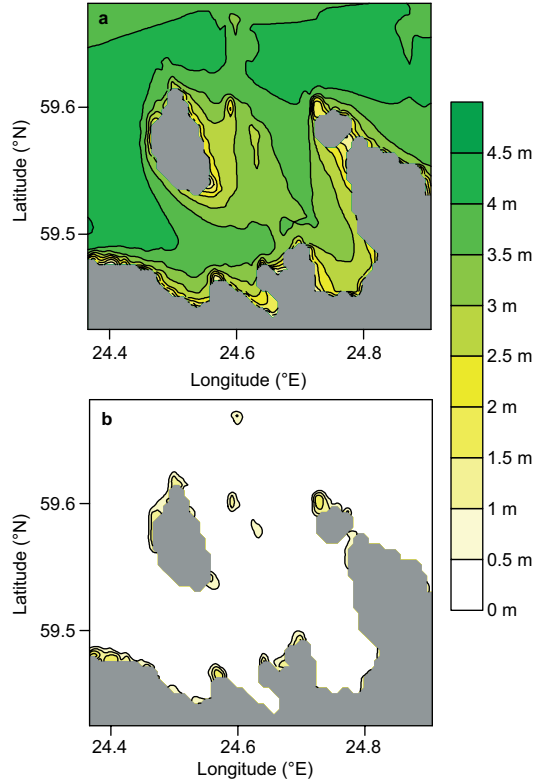 a
59.6
59.5
Latitude (°N)
24.4 24.6 24.8
Longitude (°E)
4.5 m
4 m
3.5 m
3 m
2.5 m
2 m
1.5 m
1 m
0.5 m
0 m
b
59.6
59.5
Latitude (°N)
24.4 24.6 24.8
Longitude (°E)